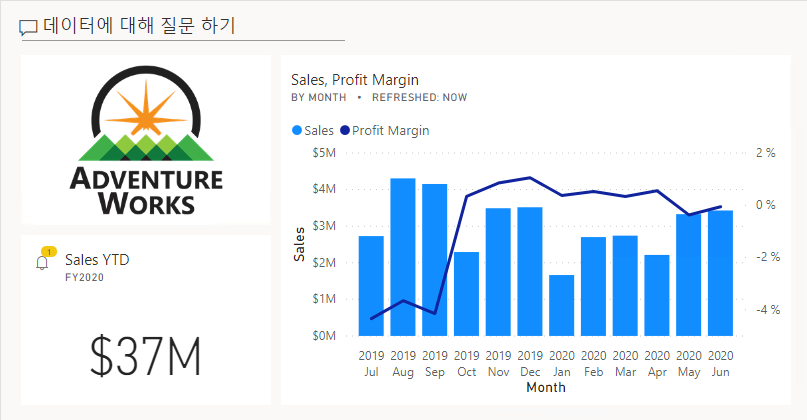 데이터에 대해 질문 하기
ADVENTURE
WORKS
1
Sales YTD
FY2020
$37M
Sales, Profit Margin
BY MONTH • REFRESHED: NOW
Sales Profit Margin
$5M
$4M
$3M
$2M
$1M
$0M
Sales
2 %
0 %
-2 %
-4 %
2019 2019 2019 2019 2019 2019 2020 2020 2020 2020 2020 2020
Jul Aug Sep Oct Nov Dec Jan Feb Mar Apr May Jun
Month